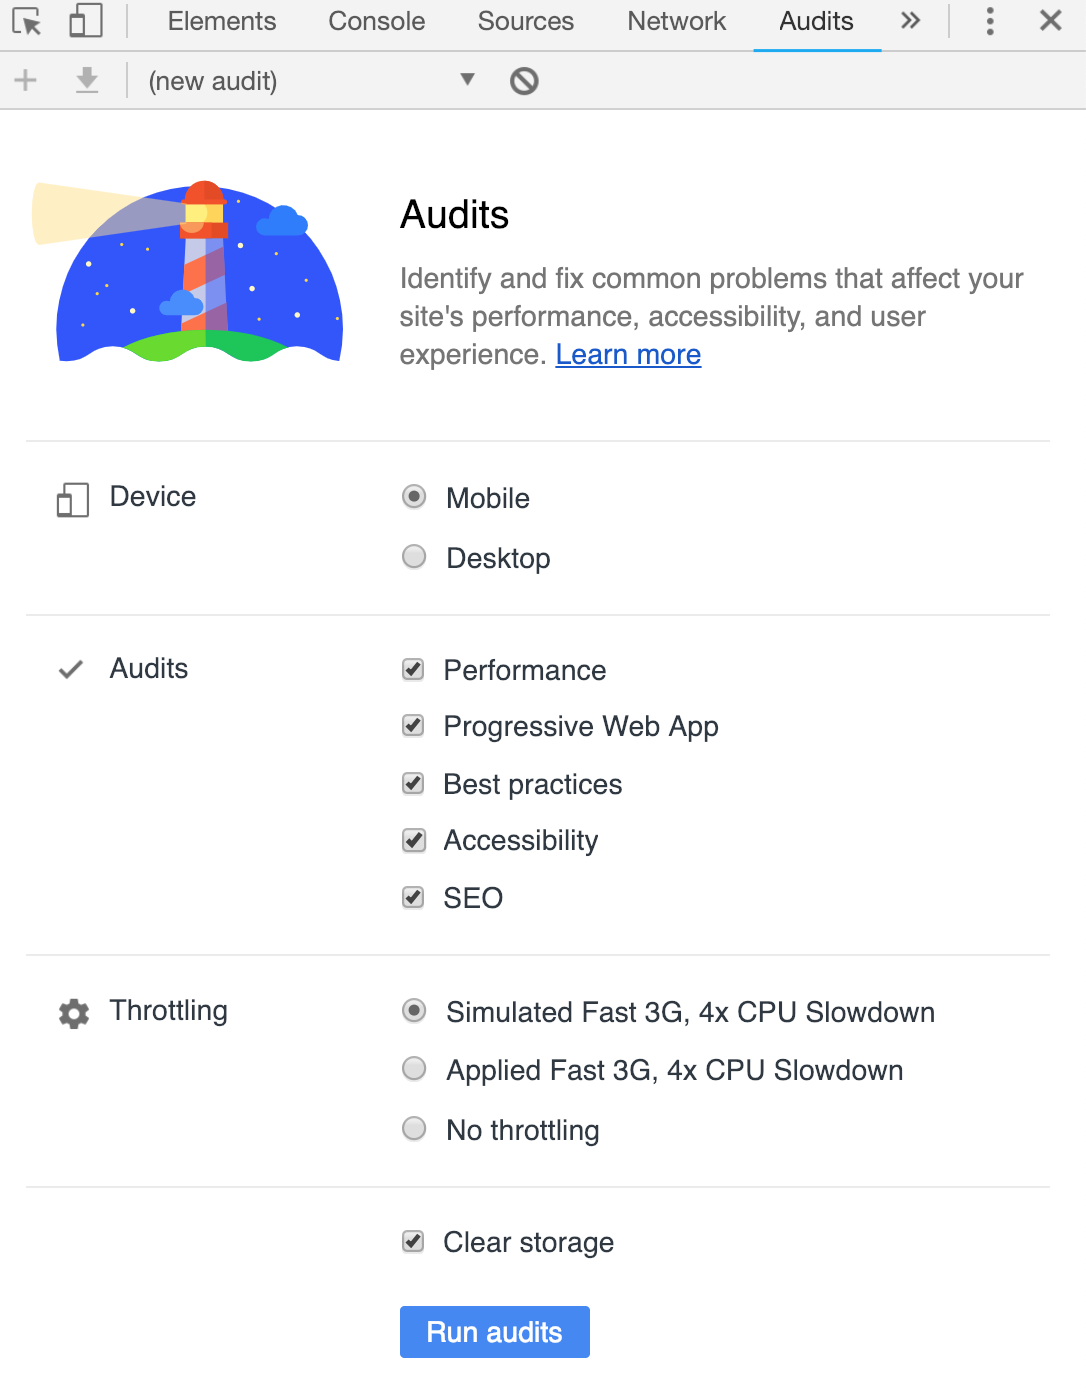 Elements Console Sources Network Audits
(new audit)
Audits
Identify and fix common problems that affect your
site's performance, accessibility, and user
experience. Learn more
Device
Mobile
Desktop
Audits
Performance
Progressive Web App
Best practices
Accessibility
SEO
Throttling
Simulated Fast 3G, 4x CPU Slowdown
Applied Fast 3G, 4x CPU Slowdown
No throttling
Clear storage
Run audits